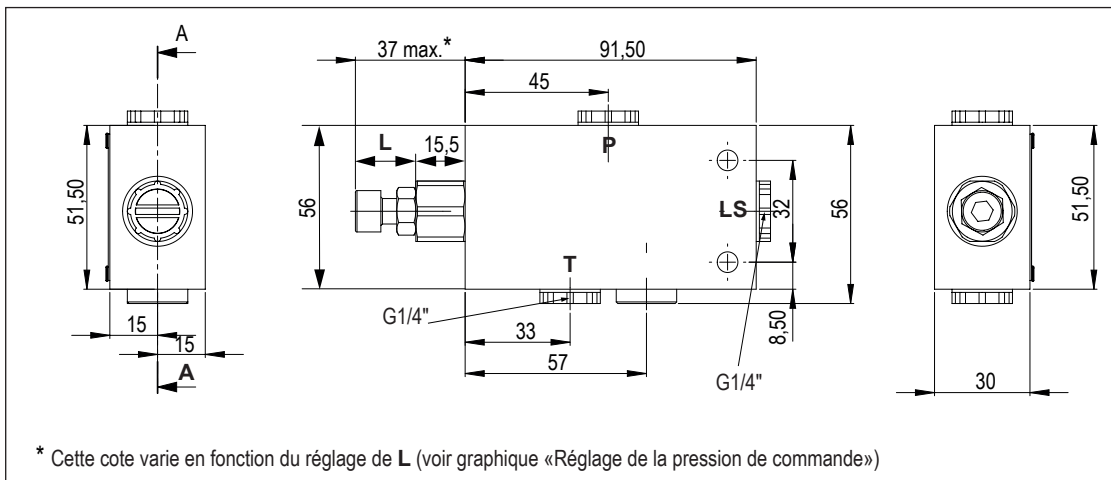 A
37 max.*
91,50
45
L
15,5
P
51,50
56
LS
32
56
51,50
T
G1/4"
8,50
15
15
33
57
G1/4"
30
A
* Cette cote varie en fonction du réglage de L (voir graphique «Réglage de la pression de commande»)